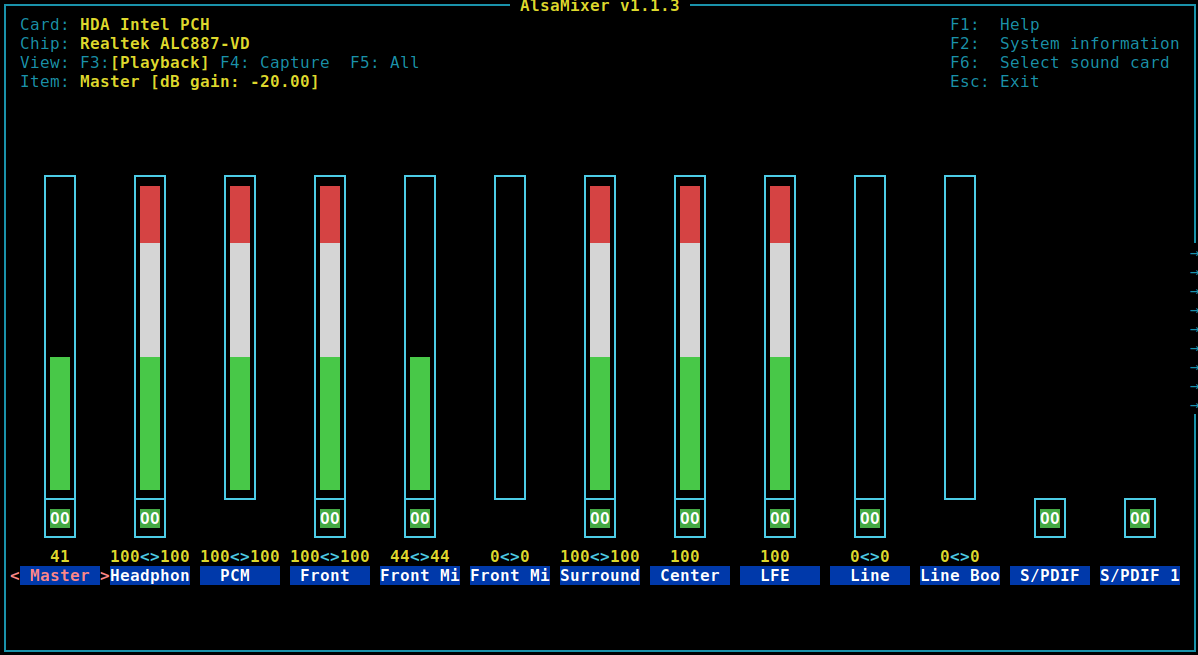 AlsaMixer v1.1.3
Card: HDA Intel PCH F1: Help
Chip: Realtek ALC887-VD F2: System information
View: F3:[Playback] F4: Capture F5: All F6: Select sound card
Item: Master [dB gain: -20.00] Esc: Exit
→
→
→
→
→
→
→
→
→
OO OO OO OO OO OO OO OO OO OO
41 100<>100 100<>100 100<>100 44<>44 0<>0 100<>100 100 100 0<>0 0<>0
< Master >Headphon PCM Front Front Mi Front Mi Surround Center LFE Line Line Boo S/PDIF S/PDIF 1